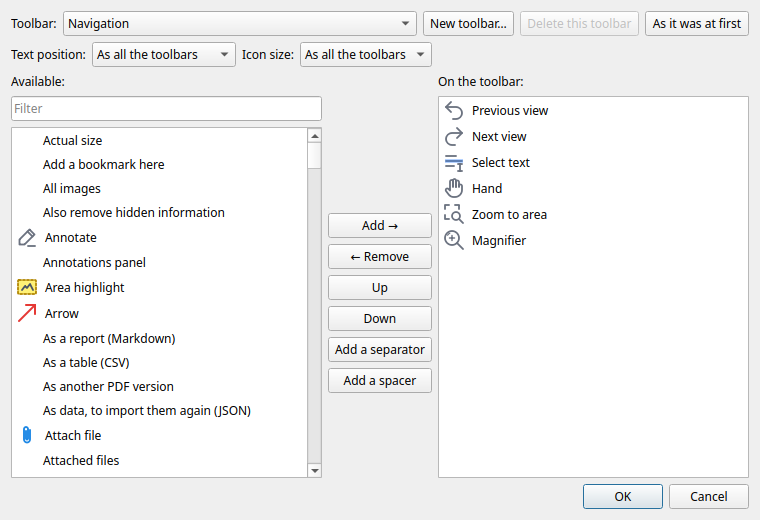 Toolbar: Navigation New toolbar... Delete this toolbar As it was at first
Text position: As all the toolbars Icon size: As all the toolbars
Available:
Filter
Actual size
Add a bookmark here
All images
Also remove hidden information
Annotate
Annotations panel
Area highlight
Arrow
As a report (Markdown)
As a table (CSV)
As another PDF version
As data, to import them again (JSON)
Attach file
Attached files
Add →
← Remove
Up
Down
Add a separator
Add a spacer
On the toolbar:
Previous view
Next view
Select text
Hand
Zoom to area
Magnifier
OK Cancel